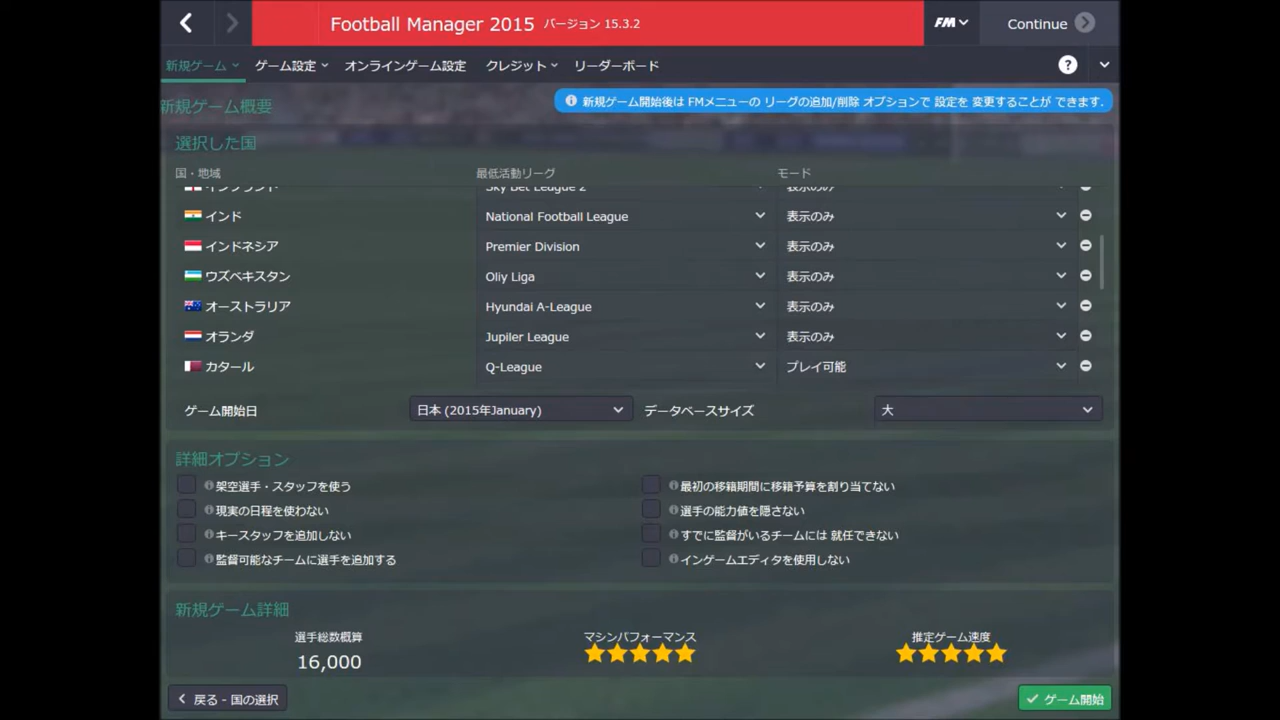 Football Manager 2015 バージョン 15.3.2
FM
Continue
新規ゲーム ゲーム設定 オンラインゲーム設定 クレジット リーダーボード
?
新規ゲーム概要
新規ゲーム開始後は FMメニューの リーグの追加/削除 オプションで 設定を 変更することが できます.
選択した国
国・地域 最低活動リーグ モード
Sky Bet League 2 表示のみ
インド National Football League 表示のみ
インドネシア Premier Division 表示のみ
ウズベキスタン Oliy Liga 表示のみ
オーストラリア Hyundai A-League 表示のみ
オランダ Jupiler League 表示のみ
カタール Q-League プレイ可能
ゲーム開始日 日本 (2015年January) データベースサイズ 大
詳細オプション
架空選手・スタッフを使う 最初の移籍期間に移籍予算を割り当てない
現実の日程を使わない 選手の能力値を隠さない
キースタッフを追加しない すでに監督がいるチームには 就任できない
監督可能なチームに選手を追加する インゲームエディタを使用しない
新規ゲーム詳細
選手総数概算 マシンパフォーマンス 推定ゲーム速度
16,000
戻る - 国の選択 ゲーム開始